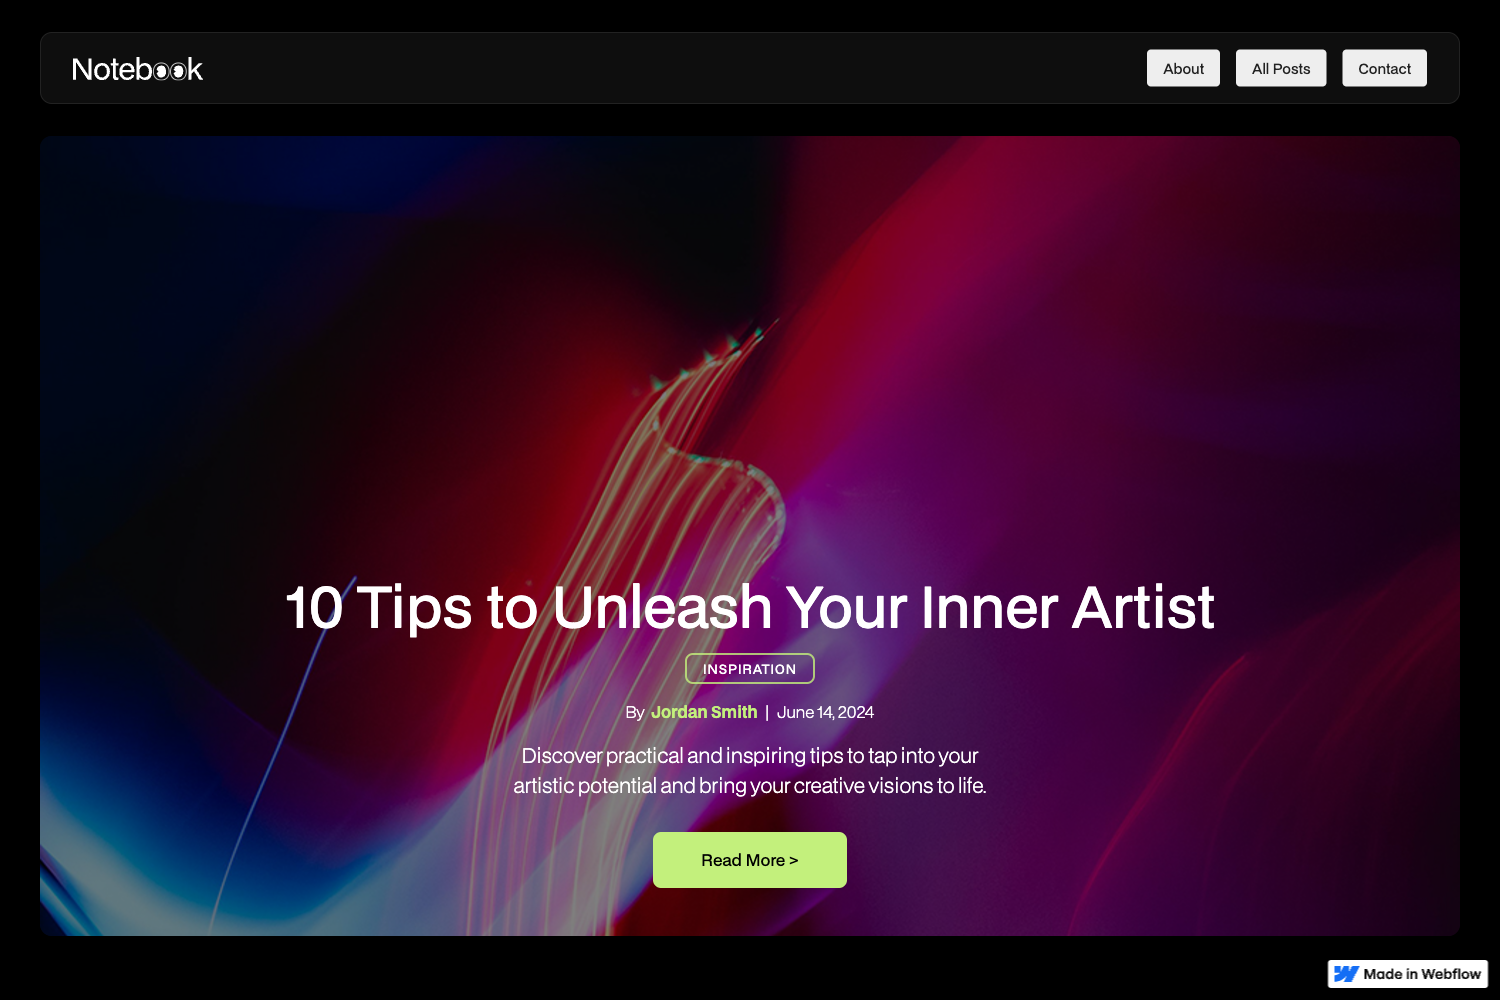 Notebook
About
All Posts
Contact
10 Tips to Unleash Your Inner Artist
INSPIRATION
By Jordan Smith | June 14, 2024
Discover practical and inspiring tips to tap into your
artistic potential and bring your creative visions to life.
Read More >
Made in Webflow